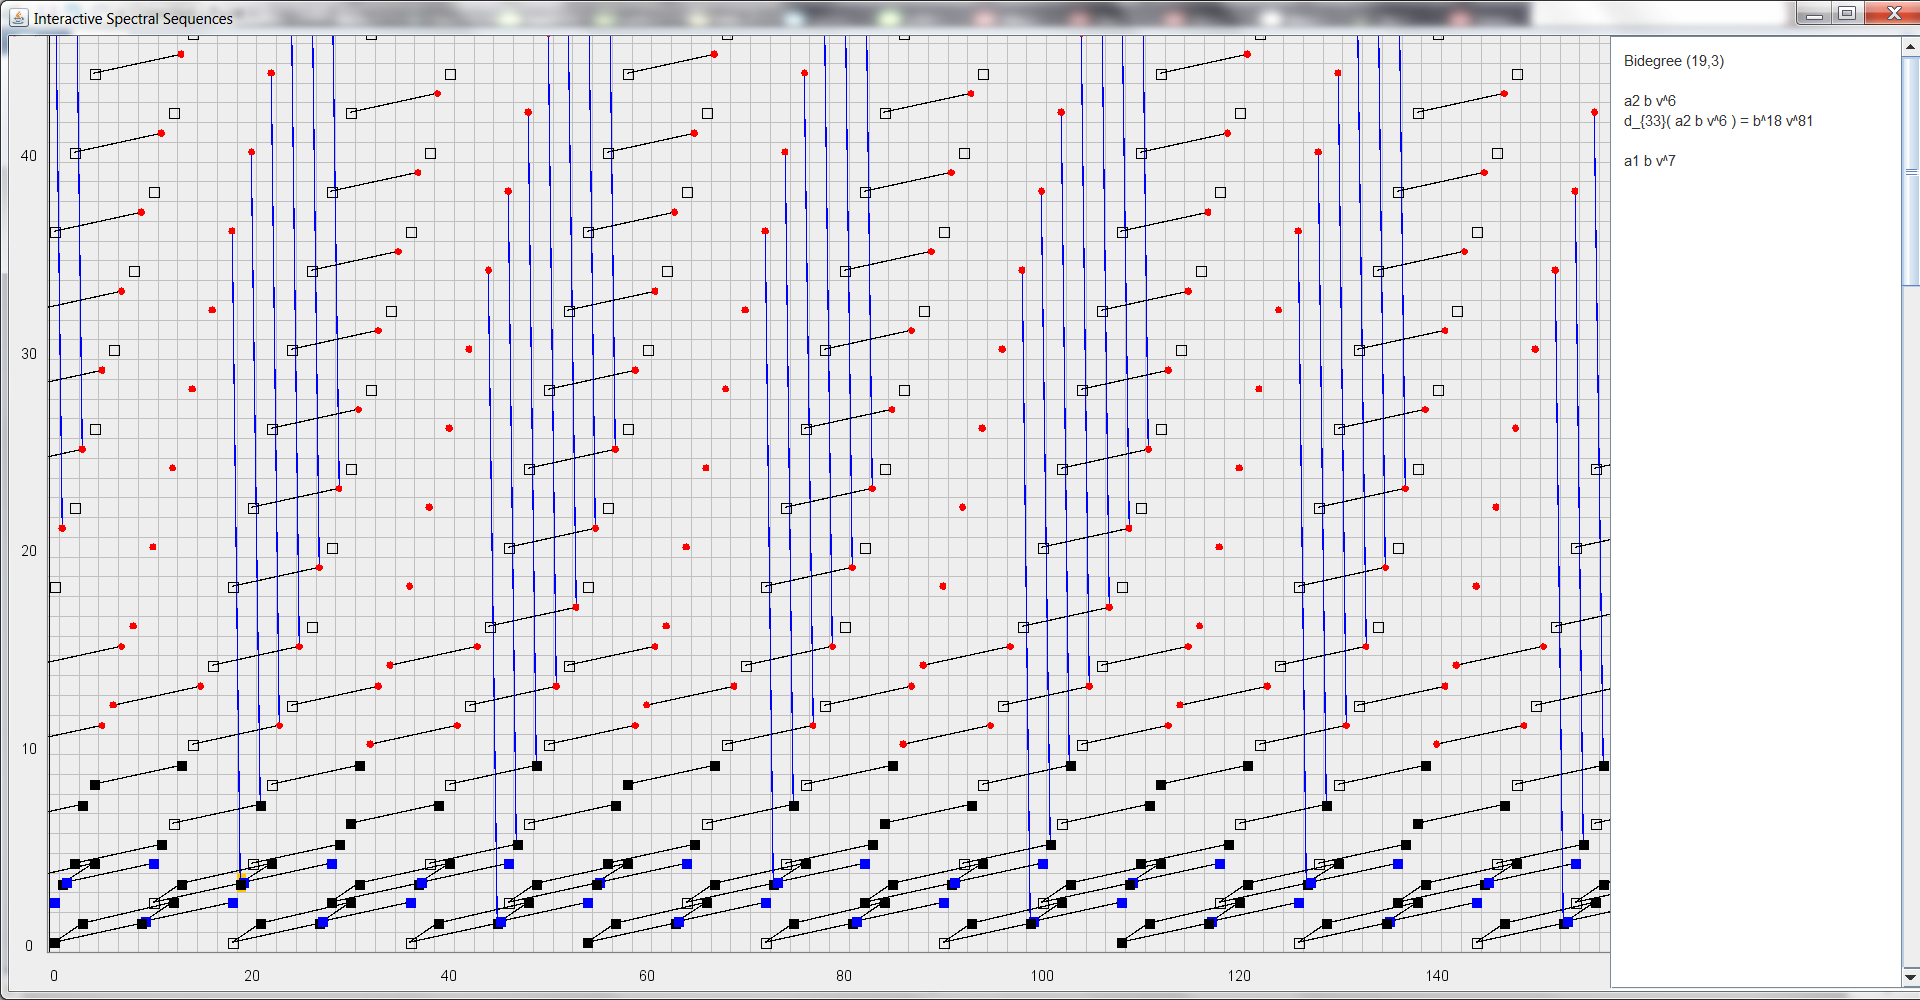 Interactive Spectral Sequences
Bidegree (19,3)
a2 b v^6
d_{33}( a2 b v^6 ) = b^18 v^81
a1 b v^7
40
30
20
10
0
0 20 40 60 80 100 120 140